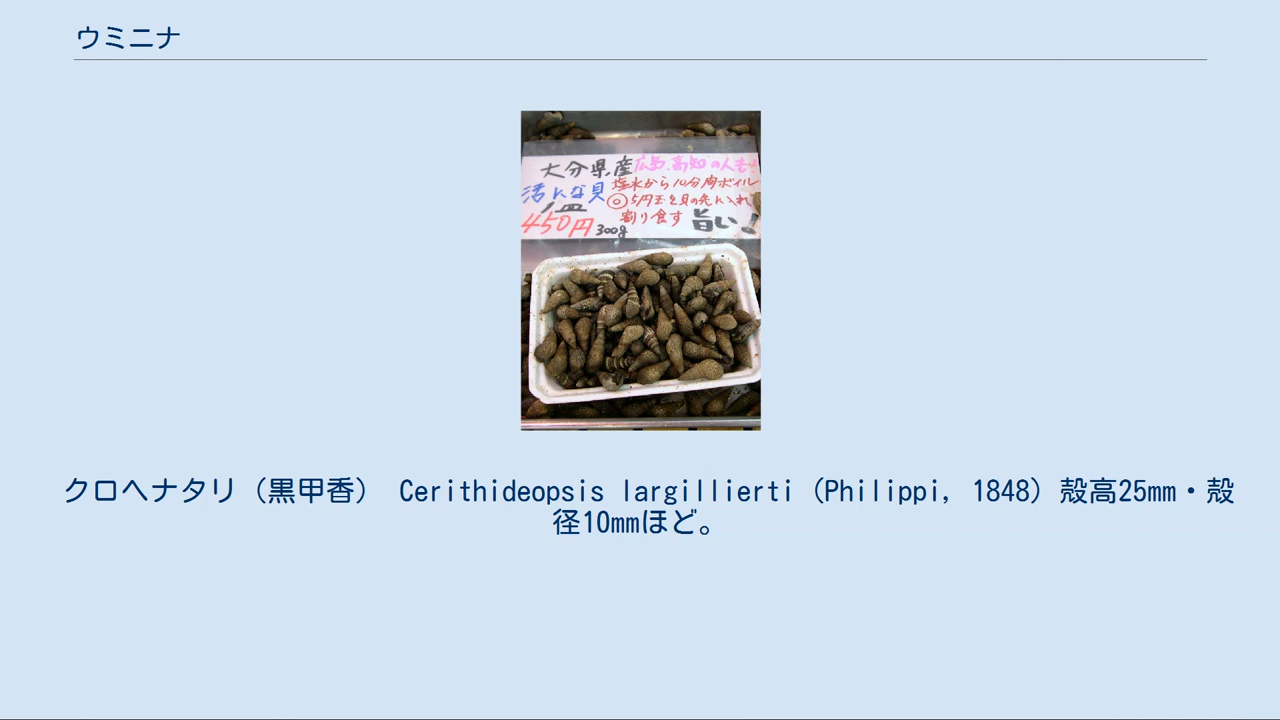 ウミニナ
大分県産
広島.高知の人も!
活にな貝
塩水から10分肉ボイル
1皿
◎5円玉を貝の先に入れ
450円
300g
割り食す
旨い!
クロヘナタリ（黒甲香） Cerithideopsis largillierti (Philippi, 1848) 殻高25mm・殻
径10mmほど。